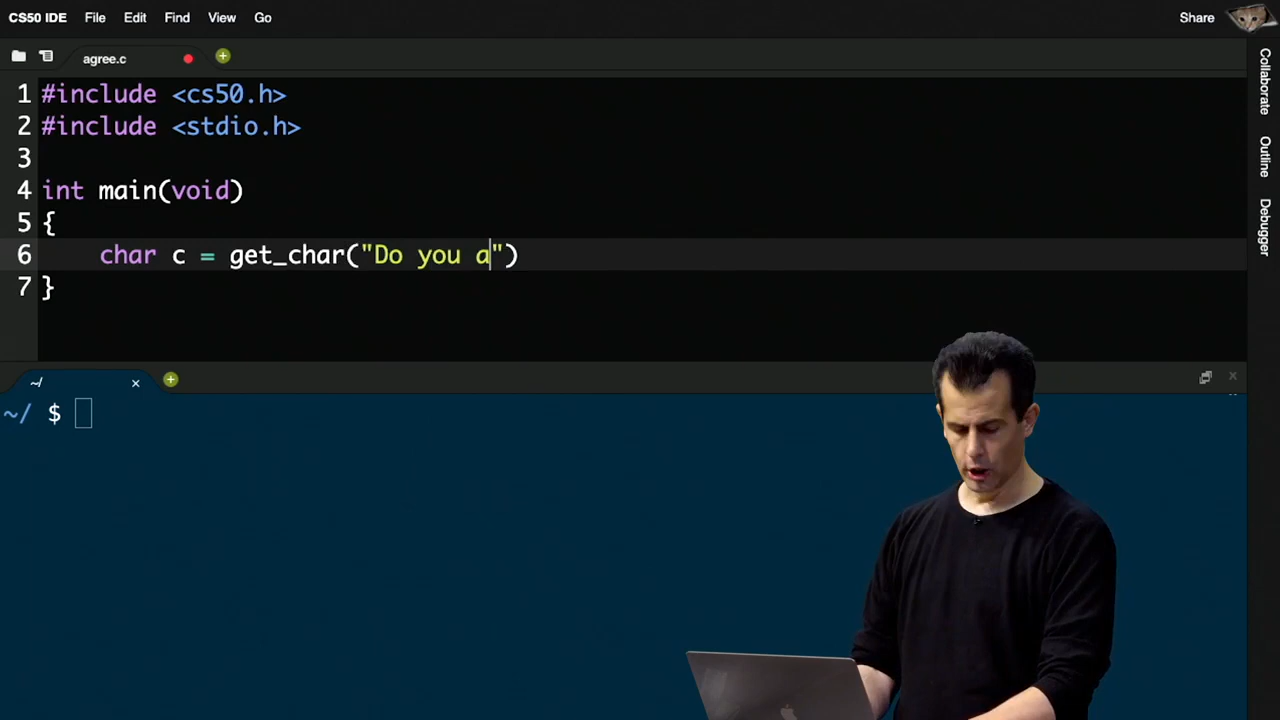 CS50 IDE File Edit Find View Go Share
agree.c
1 #include <cs50.h>
2 #include <stdio.h>
3
4 int main(void)
5 {
6 char c = get_char("Do you a")
7 }
~/
~/ $
Collaborate
Outline
Debugger